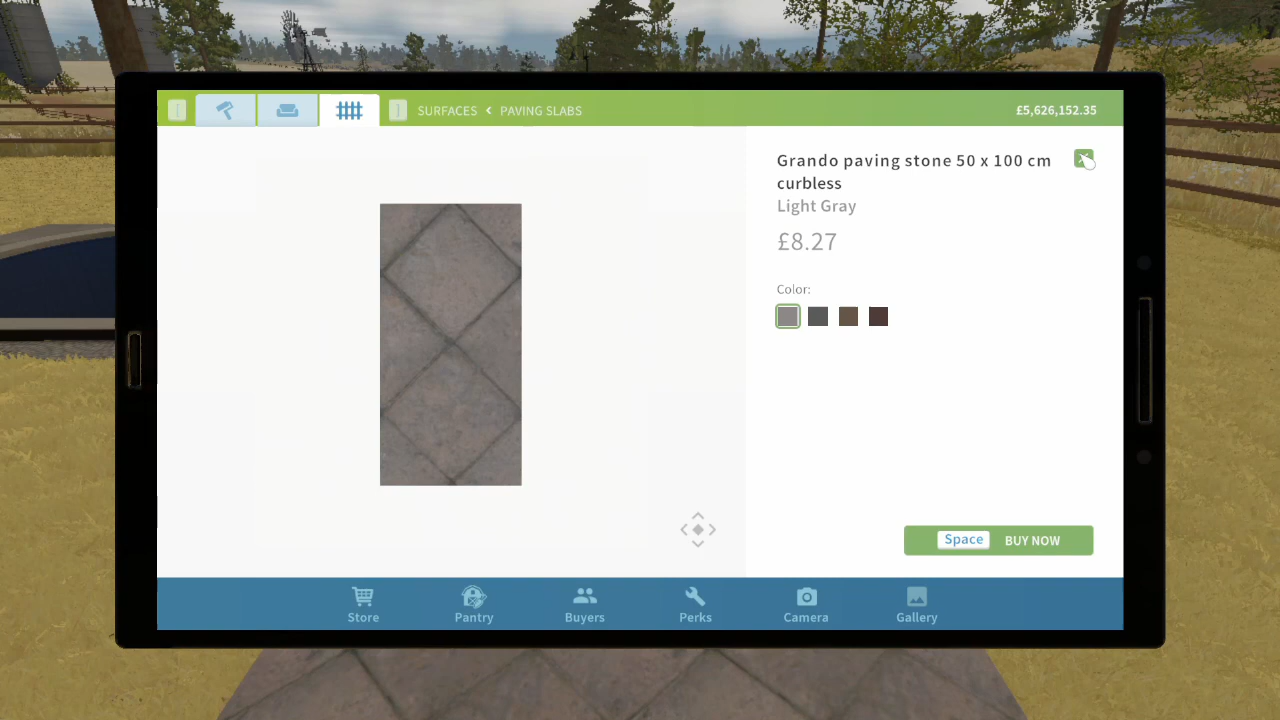 SURFACES < PAVING SLABS
£5,626,152.35
Grando paving stone 50 x 100 cm
curbless
Light Gray
£8.27
Color:
Space BUY NOW
Store
Pantry
Buyers
Perks
Camera
Gallery